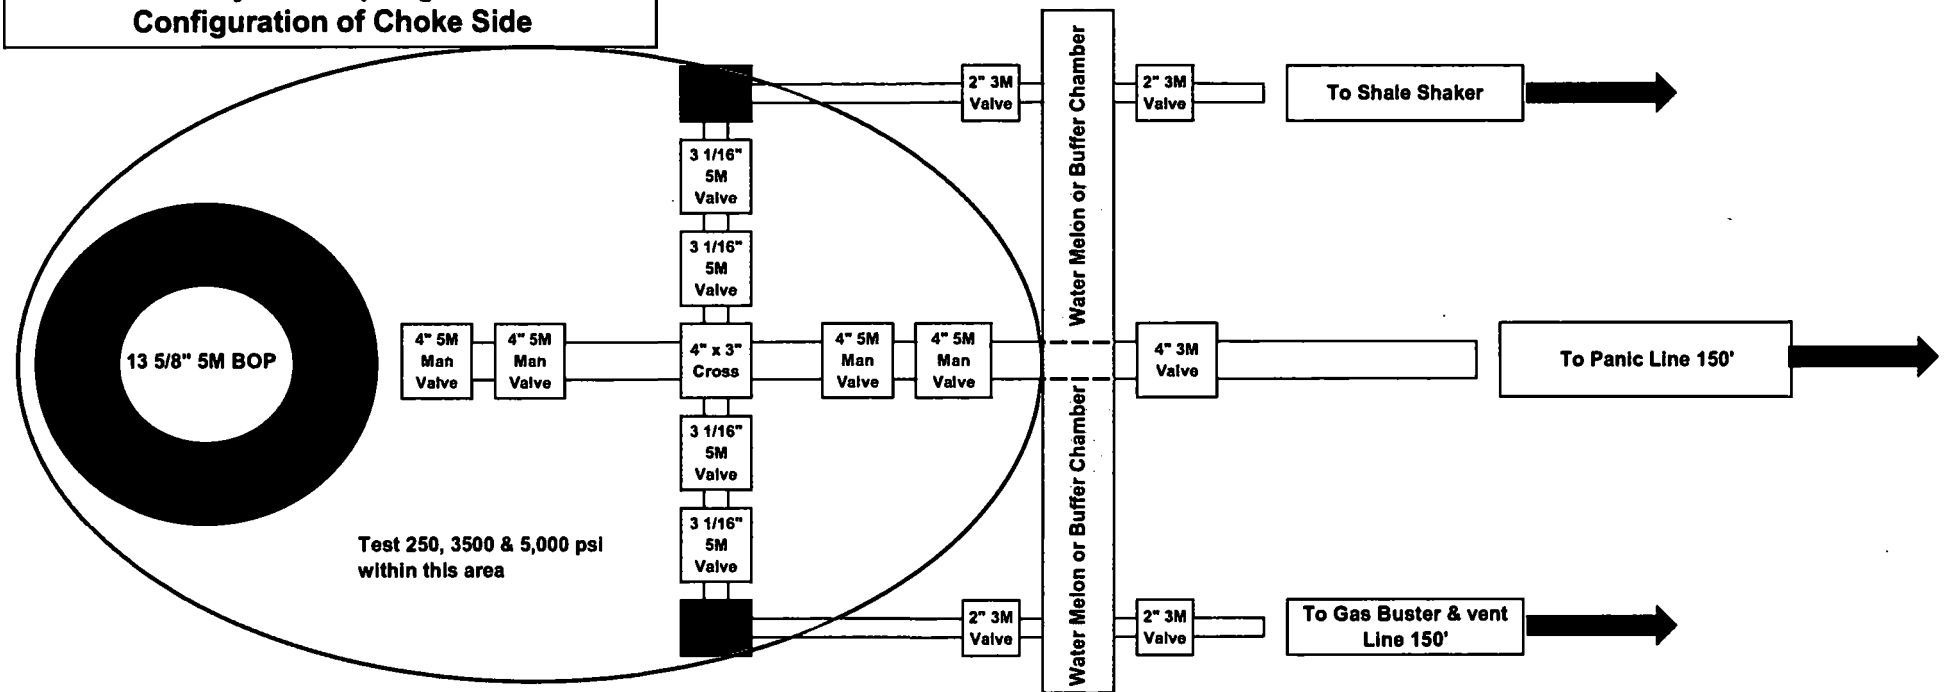 Configuration of Choke Side
2" 3M
Valve
Water Melon or Buffer Chamber
2" 3M
Valve
To Shale Shaker
3 1/16"
5M
Valve
3 1/16"
5M
Valve
13 5/8" 5M BOP
4" 5M
Man
Valve
4" 5M
Man
Valve
4" x 3"
Cross
4" 5M
Man
Valve
4" 5M
Man
Valve
4" 3M
Valve
To Panic Line 150'
3 1/16"
5M
Valve
3 1/16"
5M
Valve
Test 250, 3500 & 5,000 psi
within this area
Water Melon or Buffer Chamber
2" 3M
Valve
2" 3M
Valve
To Gas Buster & vent
Line 150'